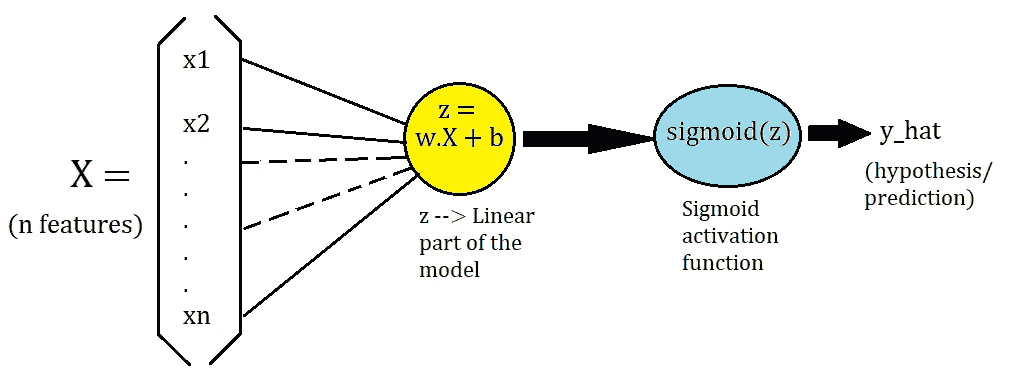 x1
x2
.
.
.
.
.
xn
X =
(n features)
z =
w.X + b
z --> Linear
part of the
model
sigmoid(z)
Sigmoid
activation
function
y_hat
(hypothesis/
prediction)